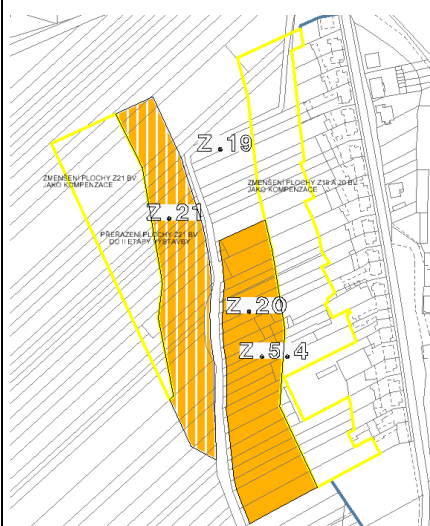 Z.19
ZMENŠENÍ PLOCHY Z21 BV
JAKO KOMPENZACE
ZMENŠENÍ PLOCHY Z18 A 20 BV
JAKO KOMPENZACE
Z.21
PŘEŘAZENÍ PLOCHY Z21 BV
DO II ETAPY VÝSTAVBY
Z.20
Z.5.4